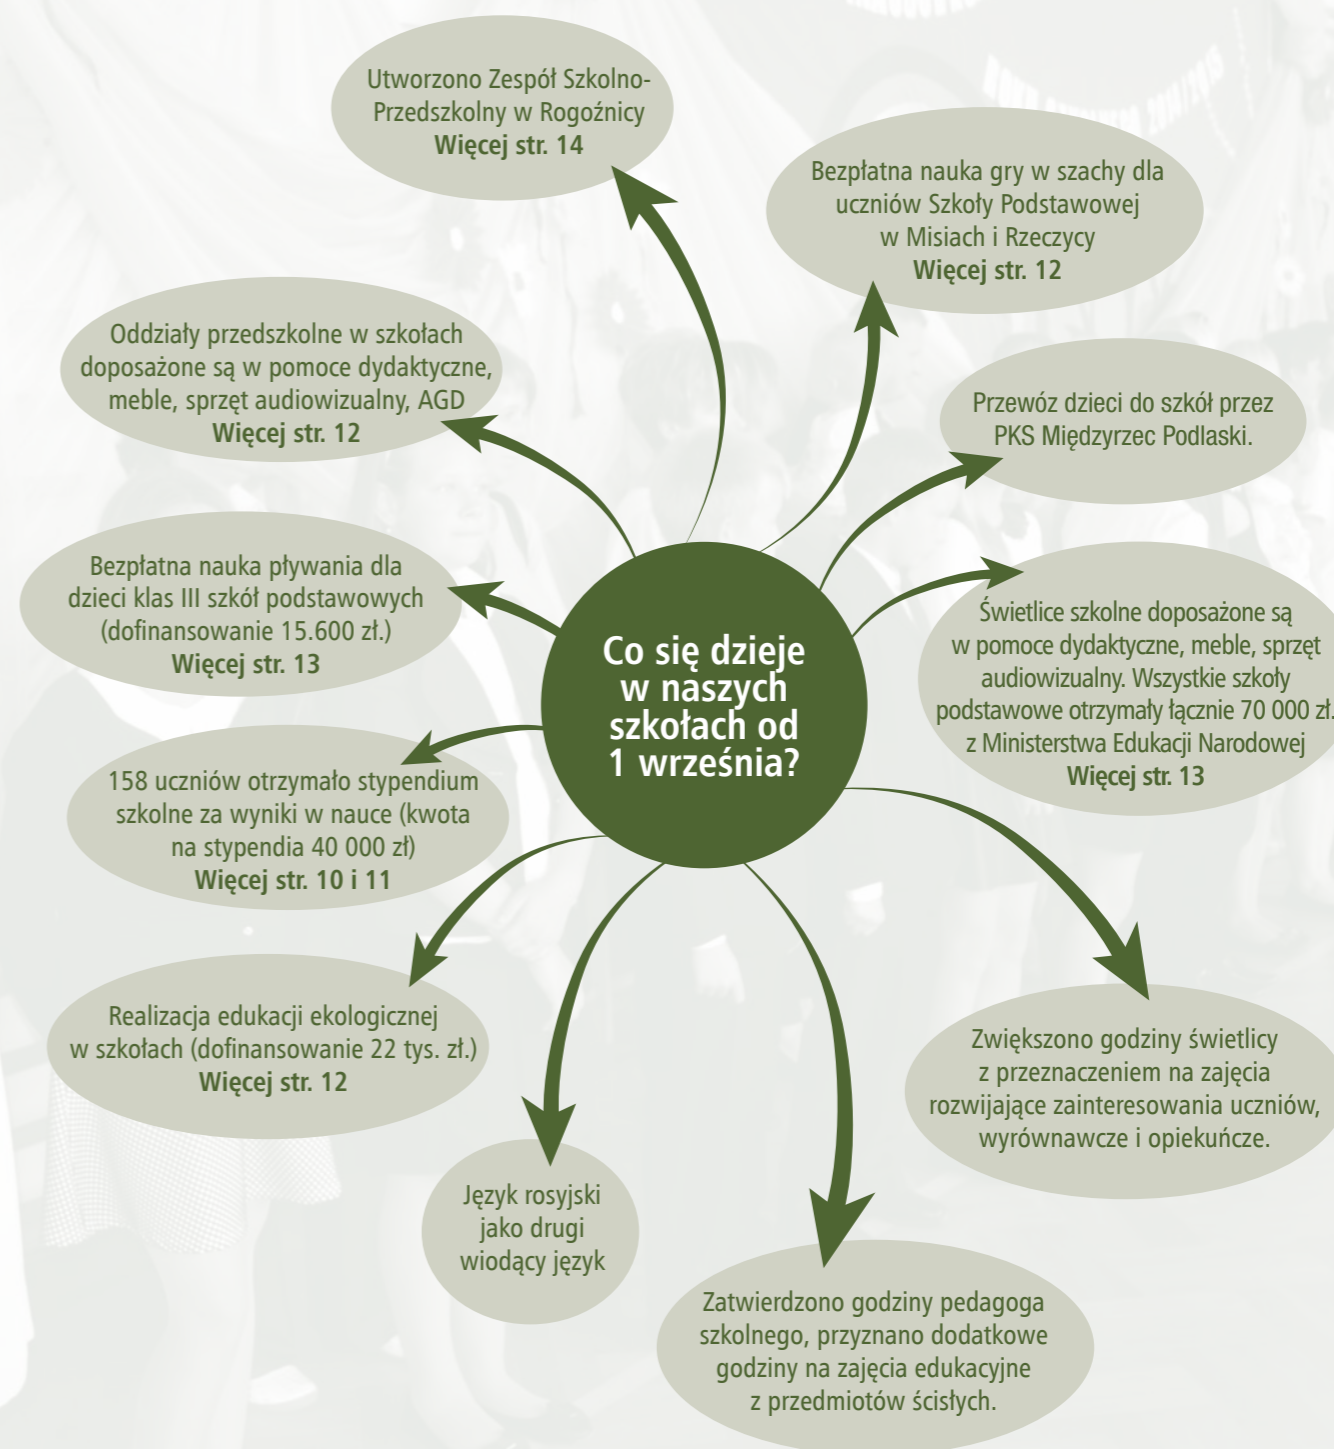 Utworzono Zespół Szkolno-
Przedszkolny w Rogoźnicy
Więcej str. 14
Bezpłatna nauka gry w szachy dla
uczniów Szkoły Podstawowej
w Misiach i Rzeczycy
Więcej str. 12
Oddziały przedszkolne w szkołach
doposażone są w pomoce dydaktyczne,
meble, sprzęt audiowizualny, AGD
Więcej str. 12
Przewóz dzieci do szkół przez
PKS Międzyrzec Podlaski.
Bezpłatna nauka pływania dla
dzieci klas III szkół podstawowych
(dofinansowanie 15.600 zł.)
Więcej str. 13
Co się dzieje
w naszych
szkołach od
1 września?
Świetlice szkolne doposażone są
w pomoce dydaktyczne, meble, sprzęt
audiowizualny. Wszystkie szkoły
podstawowe otrzymały łącznie 70 000 zł.
z Ministerstwa Edukacji Narodowej
Więcej str. 13
158 uczniów otrzymało stypendium
szkolne za wyniki w nauce (kwota
na stypendia 40 000 zł)
Więcej str. 10 i 11
Realizacja edukacji ekologicznej
w szkołach (dofinansowanie 22 tys. zł.)
Więcej str. 12
Zwiększono godziny świetlicy
z przeznaczeniem na zajęcia
rozwijające zainteresowania uczniów,
wyrównawcze i opiekuńcze.
Język rosyjski
jako drugi
wiodący język
Zatwierdzono godziny pedagoga
szkolnego, przyznano dodatkowe
godziny na zajęcia edukacyjne
z przedmiotów ścisłych.